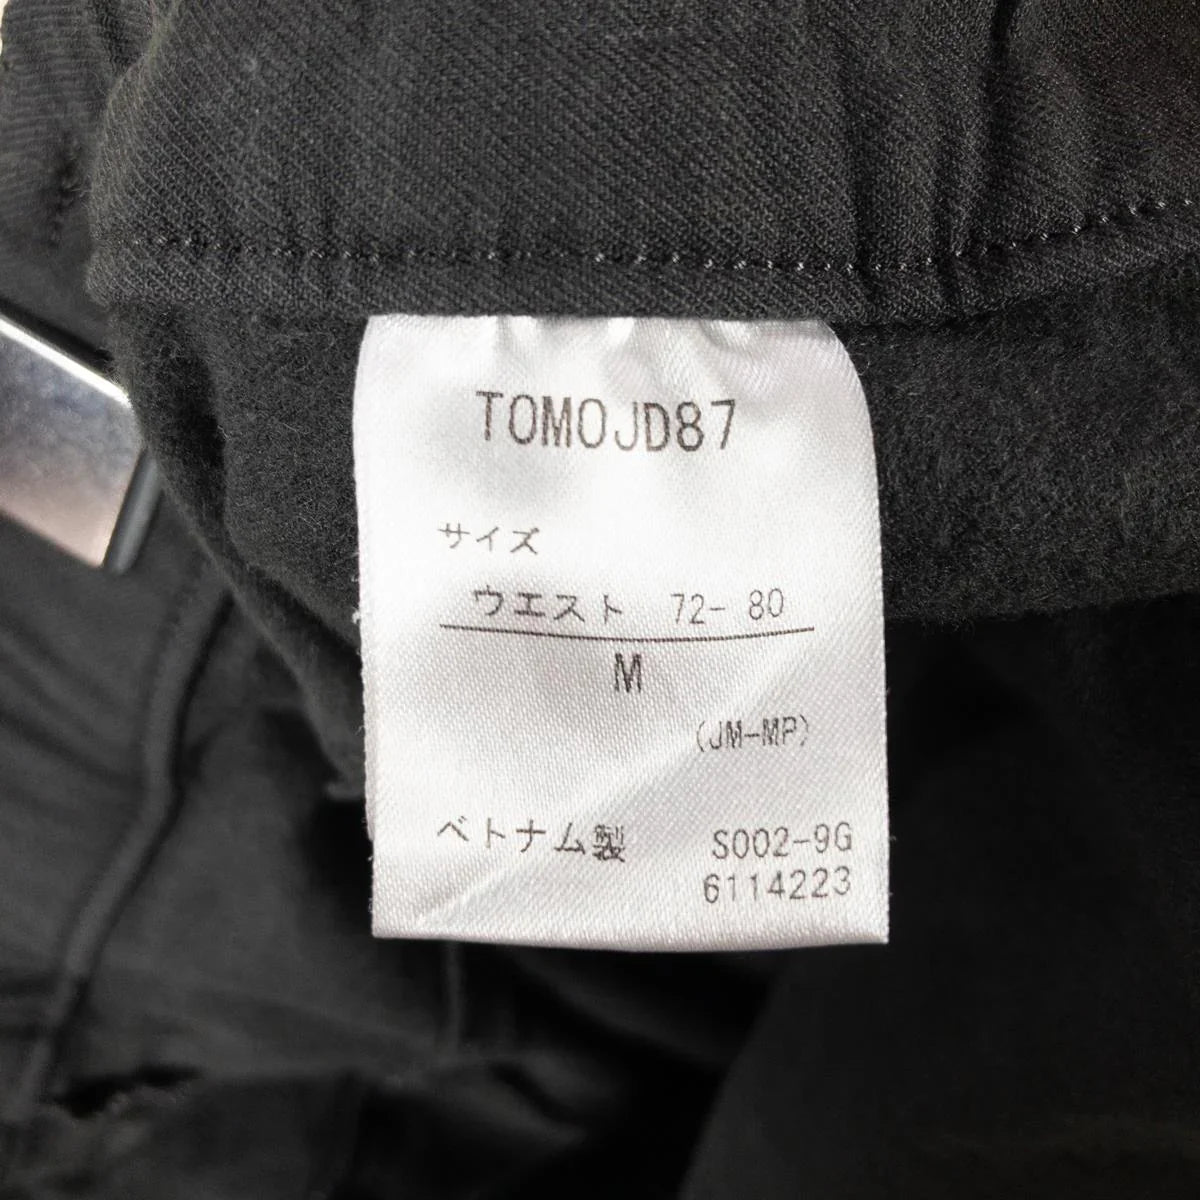 TOMOJD87
サイズ
ウエスト 72- 80
M
(JM-MP)
ベトナム製 S002-9G
6114223